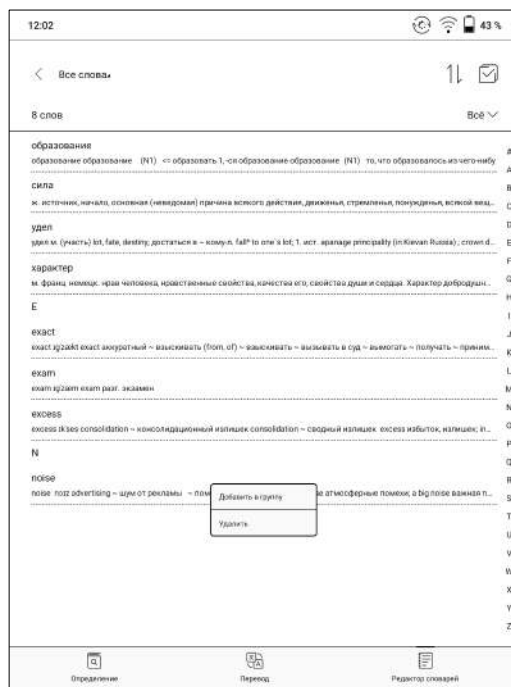 12:02
43 %
Все слова
8 слов
Всё
образования
образование образование (N1) <= образовать 1,-ся образование образование (N1) то, что образовалось из чего-нибу
сила
ж. источник, начало, основная (неведомая) причина всякого действия, движенья, стремленья, понужденья, всякой вещ...
удел
удел м. (участь) lot, fate, destiny; достаться в ~ кому-л. fall* to one's lot; 1. ист. apanage principality (in Kievan Russia) ; crown d...
характер
м. франц. немецк. нрав человека, нравственные свойства, качества его, свойства души и сердца. Характер добродушн...
E
exact
exact ɪɡˈzækt exact аккуратный ~ взыскивать (from, of) ~ взыскивать ~ вызывать в суд ~ вымогать ~ получать ~ приним...
exam
exam ɪɡˈzæm exam разг. экзамен
excess
excess ɪkˈses consolidation ~ консолидационный излишек consolidation ~ сводный излишек excess избыток, излишек; in...
N
noise
noise nɔɪz advertising ~ шум от рекламы ~ пом е атмосферные помехи; a big noise важная п...
Добавить в группу
Удалить
#
A
B
C
D
E
F
G
H
I
J
K
L
M
N
O
P
Q
R
S
T
U
V
W
X
Y
Z
Определение
Перевод
Редактор словарей